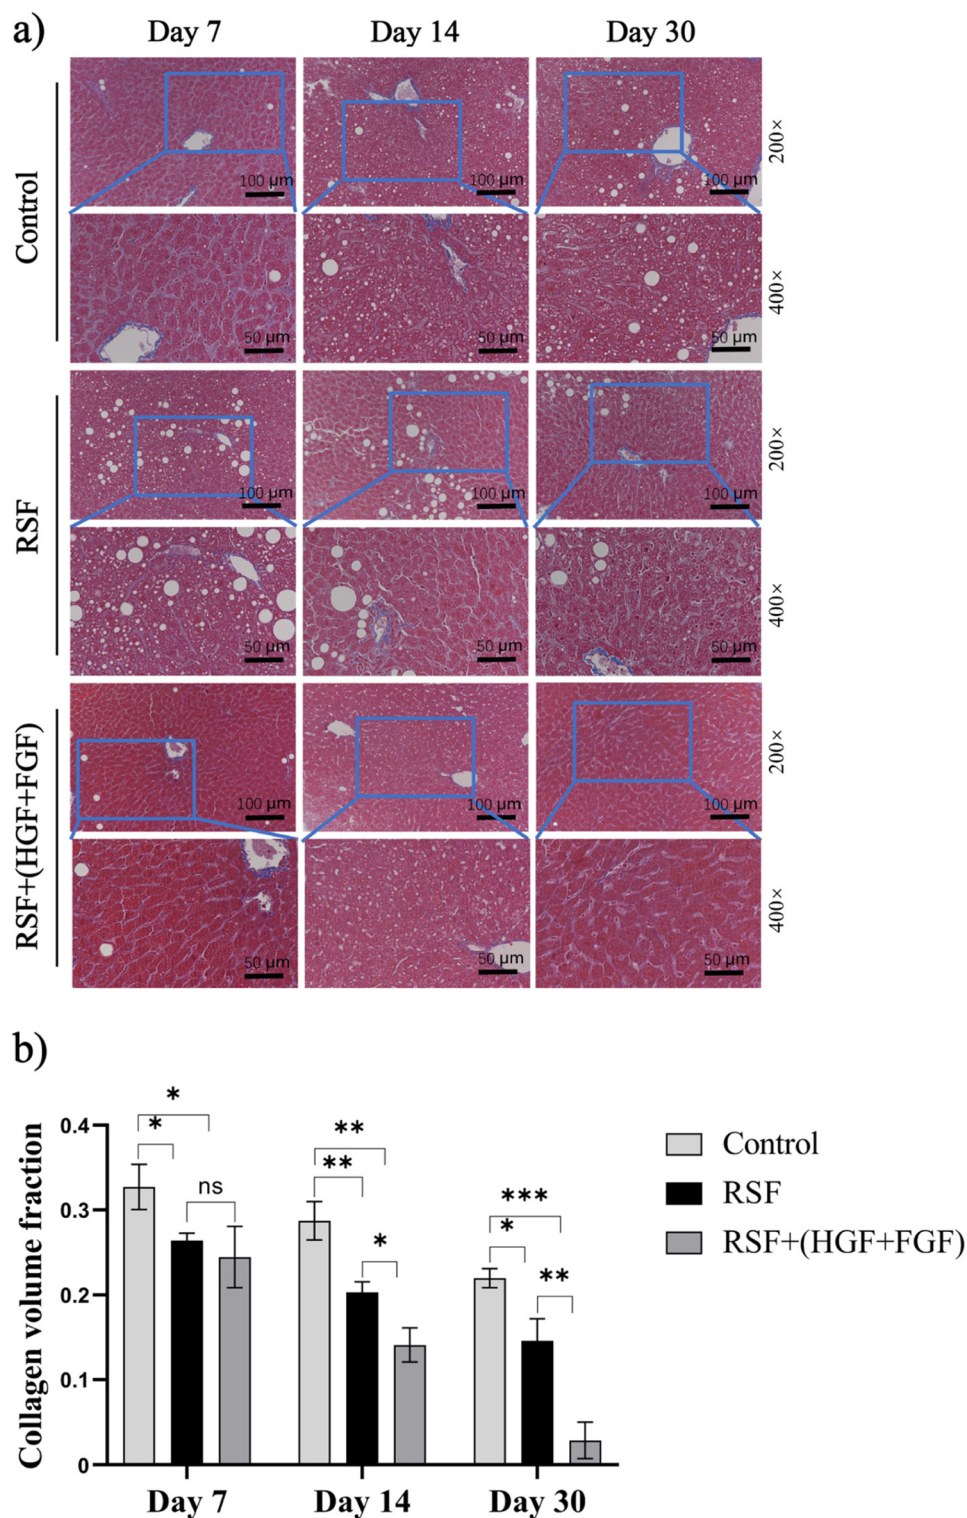 a)
Day 7 Day 14 Day 30
Control
200×
100 µm 100 µm 100 µm
400×
50 µm 50 µm 50 µm
RSF
200×
100 µm 100 µm 100 µm
400×
50 µm 50 µm 50 µm
RSF+(HGF+FGF)
200×
100 µm 100 µm 100 µm
400×
50 µm 50 µm 50 µm
b)
Collagen volume fraction
0.4
0.3
0.2
0.1
0
*
*
ns
**
**
*
***
*
**
Day 7 Day 14 Day 30
Control
RSF
RSF+(HGF+FGF)